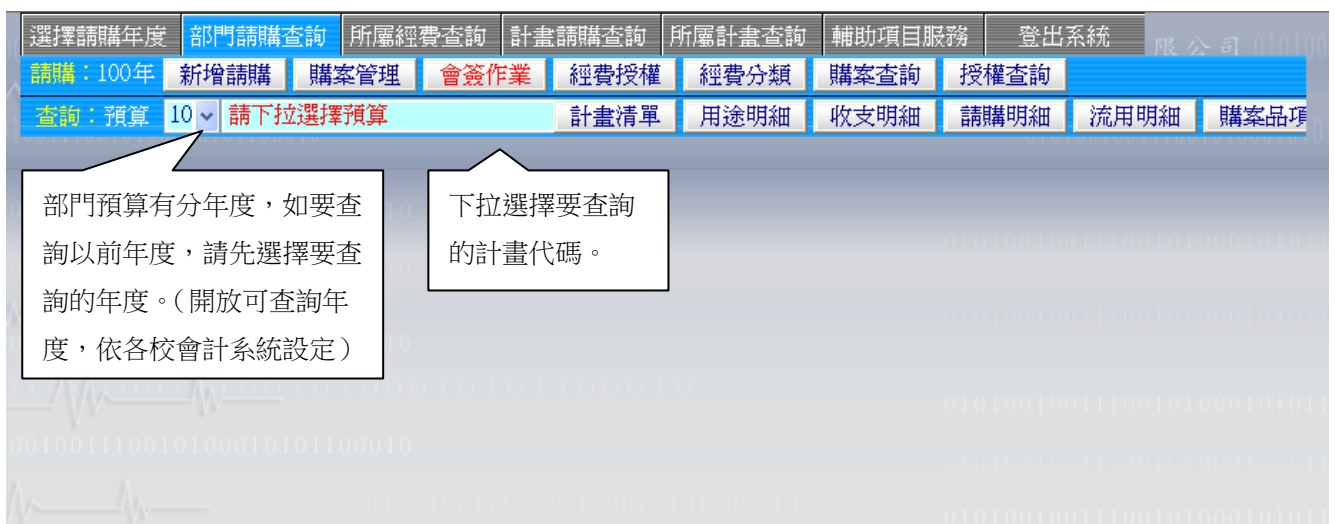 選擇請購年度 部門請購查詢 所屬經費查詢 計畫請購查詢 所屬計畫查詢 輔助項目服務 登出系統
限公司 010100
請購：100年 新增請購 購案管理 會簽作業 經費授權 經費分類 購案查詢 授權查詢
查詢：預算 10 請下拉選擇預算 計畫清單 用途明細 收支明細 請購明細 流用明細 購案品項
部門預算有分年度，如要查
詢以前年度，請先選擇要查
詢的年度。（開放可查詢年
度，依各校會計系統設定）
下拉選擇要查詢
的計畫代碼。